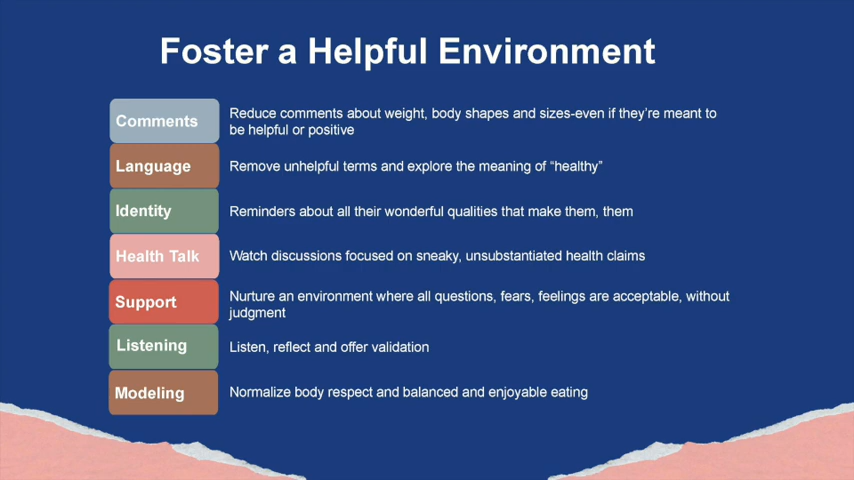 Foster a Helpful Environment
Comments
Reduce comments about weight, body shapes and sizes-even if they're meant to
be helpful or positive
Language
Remove unhelpful terms and explore the meaning of “healthy”
Identity
Reminders about all their wonderful qualities that make them, them
Health Talk
Watch discussions focused on sneaky, unsubstantiated health claims
Support
Nurture an environment where all questions, fears, feelings are acceptable, without
judgment
Listening
Listen, reflect and offer validation
Modeling
Normalize body respect and balanced and enjoyable eating